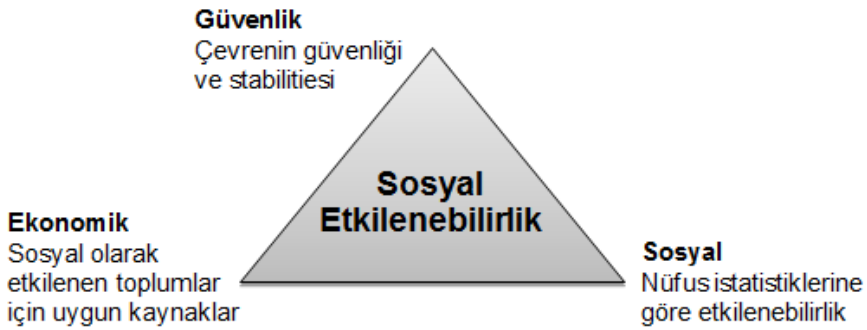 Güvenlik
Çevrenin güvenliği
ve stabilitiesi
Sosyal
Etkilenebilirlik
Ekonomik
Sosyal olarak
etkilenen toplumlar
için uygun kaynaklar
Sosyal
Nüfus istatistiklerine
göre etkilenebilirlik